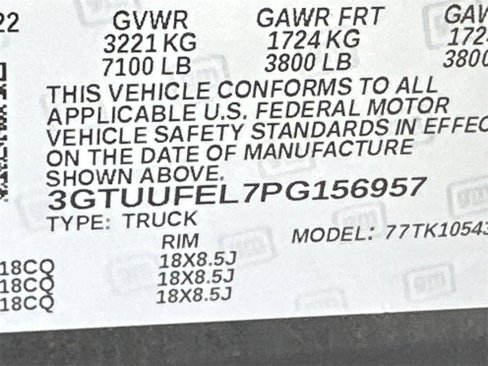 22 GVWR GAWR FRT
3221 KG 1724 KG
7100 LB 3800 LB
THIS VEHICLE CONFORMS TO ALL
APPLICABLE U.S. FEDERAL MOTOR
VEHICLE SAFETY STANDARDS IN EFFEC
ON THE DATE OF MANUFACTURE
SHOWN ABOVE.
3GTUUFEL7PG156957
TYPE: TRUCK
RIM MODEL: 77TK10543
18CQ 18X8.5J
18CQ 18X8.5J
18CQ 18X8.5J